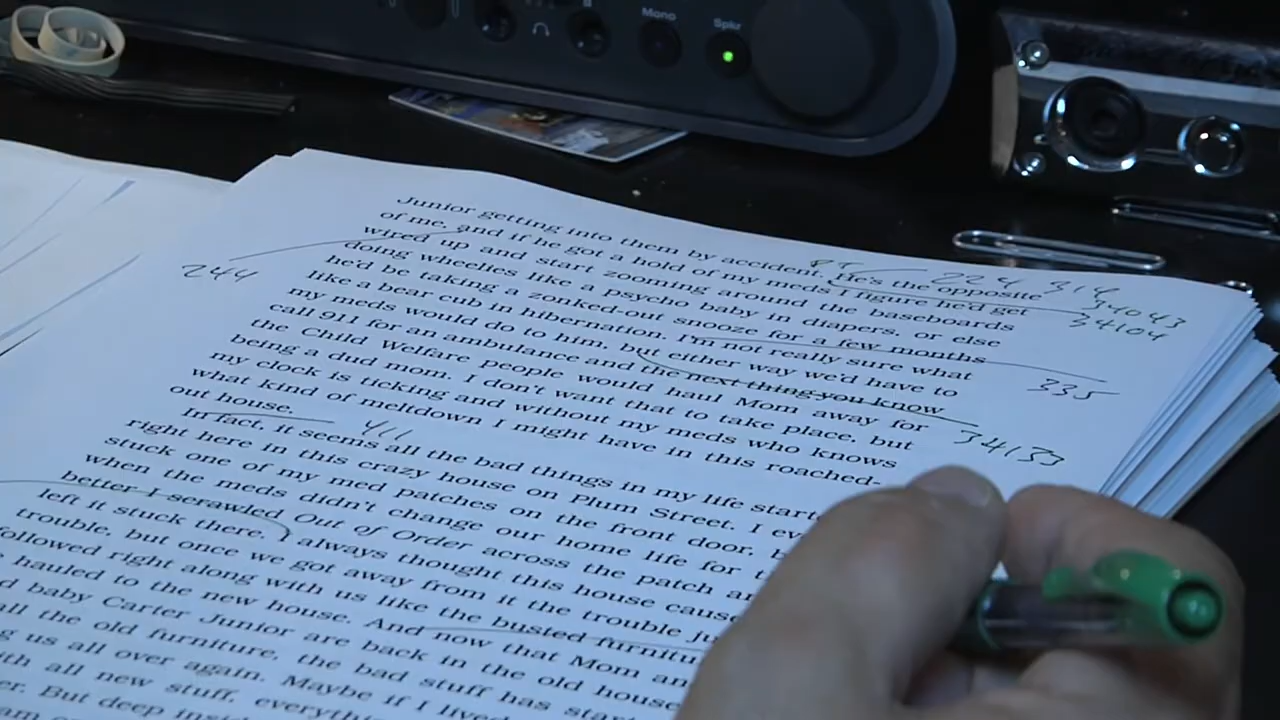 Mono
Spkr
Junior getting into them by accident. He's the opposite
of me, and if he got a hold of my meds I figure he'd get
wired up and start zooming around the baseboards
doing wheelies like a psycho baby in diapers, or else
he'd be taking a zonked-out snooze for a few months
like a bear cub in hibernation. I'm not really sure what
my meds would do to him, but either way we'd have to
call 911 for an ambulance and the next thing you know
the Child Welfare people would haul Mom away for
being a dud mom. I don't want that to take place, but
my clock is ticking and without my meds who knows
what kind of meltdown I might have in this roached-
out house.
In fact, it seems all the bad things in my life start
right here in this crazy house on Plum Street. I
stuck one of my med patches on the front door,
when the meds didn't change our home life for
better I scrawled Out of Order across the patch
left it stuck there. I always thought this house
trouble, but once we got away from it the trouble
followed right along with us like the busted
hauled to the new house. And now that Mom
baby Carter Junior are back in the old house
all the old furniture, the bad stuff has
us all over again. Maybe if I lived
with all new stuff,
But deep
244
224 314
34043
34104
335
34133
411